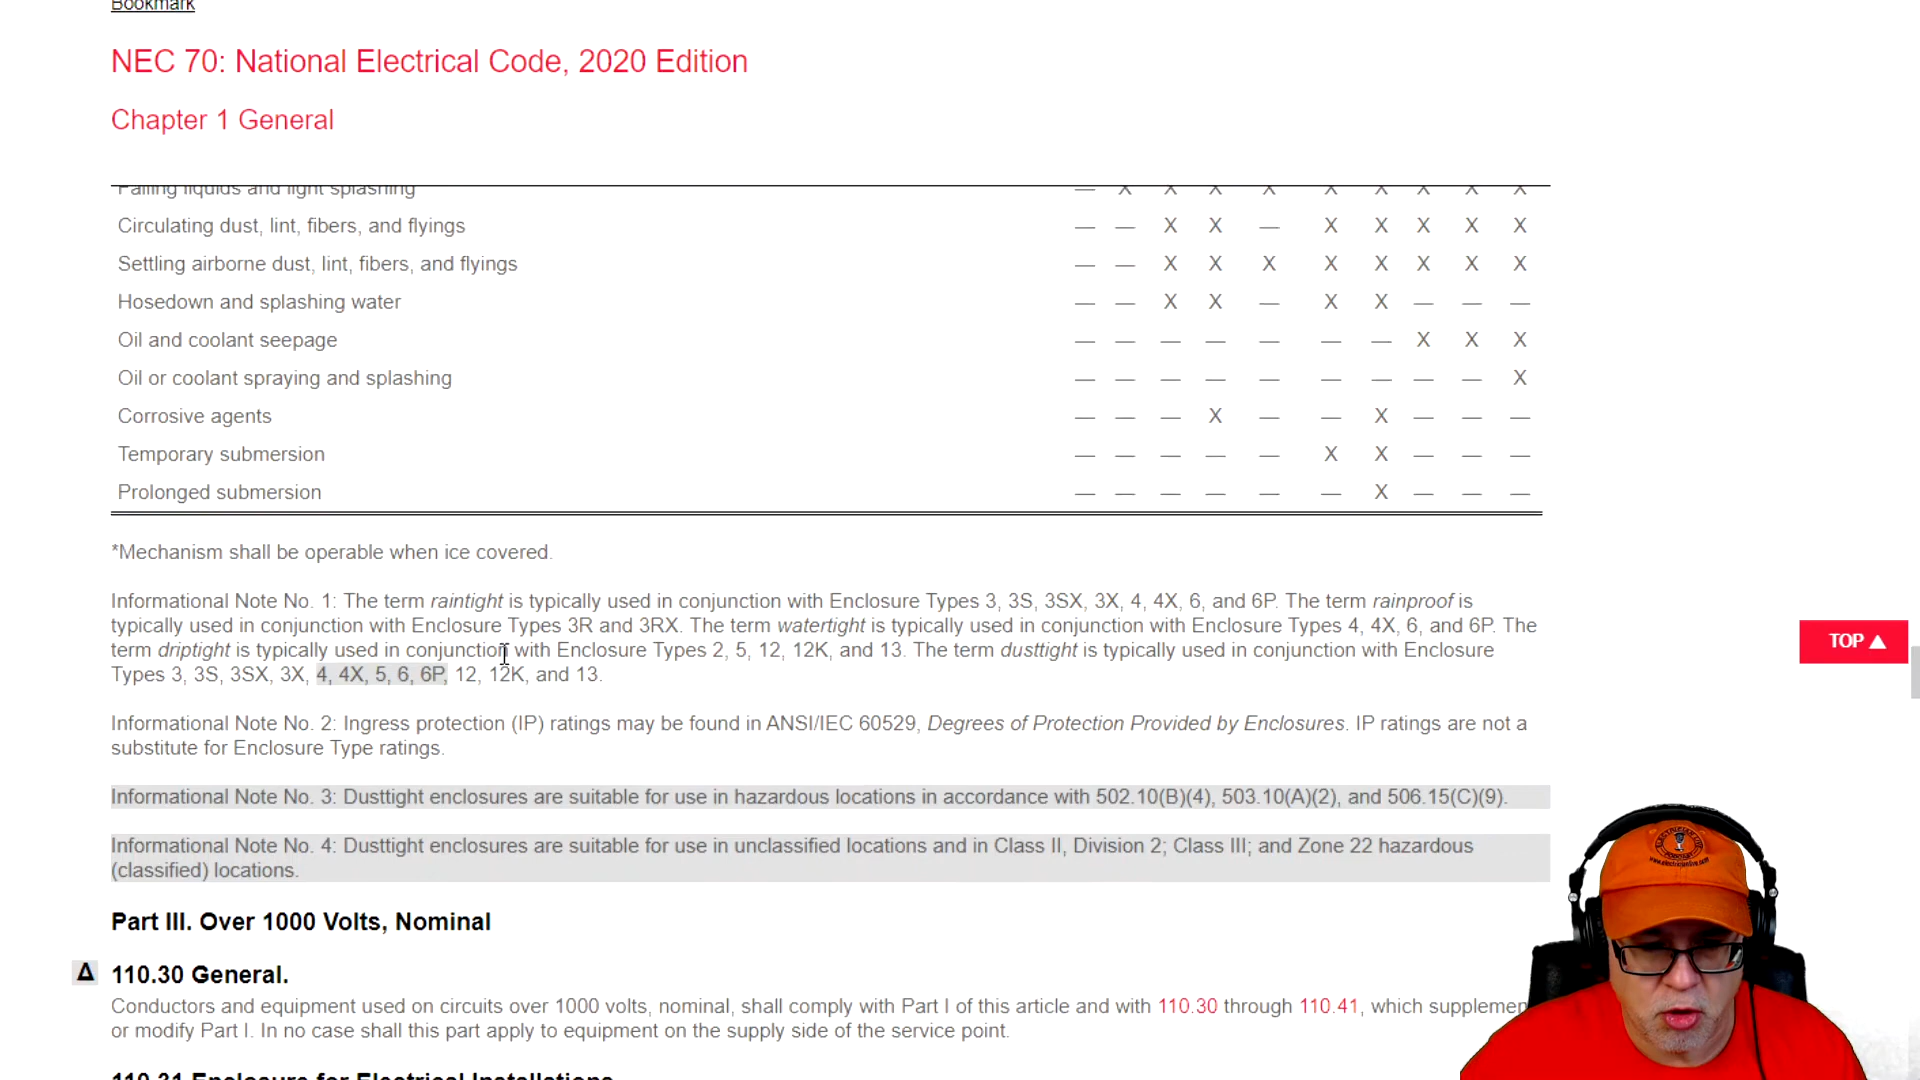 Bookmark
NEC 70: National Electrical Code, 2020 Edition
Chapter 1 General
Falling liquids and light splashing — X X X X X X X X X
Circulating dust, lint, fibers, and flyings — — X X — X X X X X
Settling airborne dust, lint, fibers, and flyings — — X X X X X X X X
Hosedown and splashing water — — X X — X X — — —
Oil and coolant seepage — — — — — — — X X X
Oil or coolant spraying and splashing — — — — — — — — — X
Corrosive agents — — — X — — X — — —
Temporary submersion — — — — — X X — — —
Prolonged submersion — — — — — — X — — —
*Mechanism shall be operable when ice covered.
Informational Note No. 1: The term raintight is typically used in conjunction with Enclosure Types 3, 3S, 3SX, 3X, 4, 4X, 6, and 6P. The term rainproof is
typically used in conjunction with Enclosure Types 3R and 3RX. The term watertight is typically used in conjunction with Enclosure Types 4, 4X, 6, and 6P. The
term driptight is typically used in conjunction with Enclosure Types 2, 5, 12, 12K, and 13. The term dusttight is typically used in conjunction with Enclosure
Types 3, 3S, 3SX, 3X, 4, 4X, 5, 6, 6P, 12, 12K, and 13.
TOP ▲
Informational Note No. 2: Ingress protection (IP) ratings may be found in ANSI/IEC 60529, Degrees of Protection Provided by Enclosures. IP ratings are not a
substitute for Enclosure Type ratings.
Informational Note No. 3: Dusttight enclosures are suitable for use in hazardous locations in accordance with 502.10(B)(4), 503.10(A)(2), and 506.15(C)(9).
Informational Note No. 4: Dusttight enclosures are suitable for use in unclassified locations and in Class II, Division 2; Class III; and Zone 22 hazardous
(classified) locations.
Part III. Over 1000 Volts, Nominal
Δ 110.30 General.
Conductors and equipment used on circuits over 1000 volts, nominal, shall comply with Part I of this article and with 110.30 through 110.41, which supplemen
or modify Part I. In no case shall this part apply to equipment on the supply side of the service point.
110.31 Enclosure for Electrical Installations